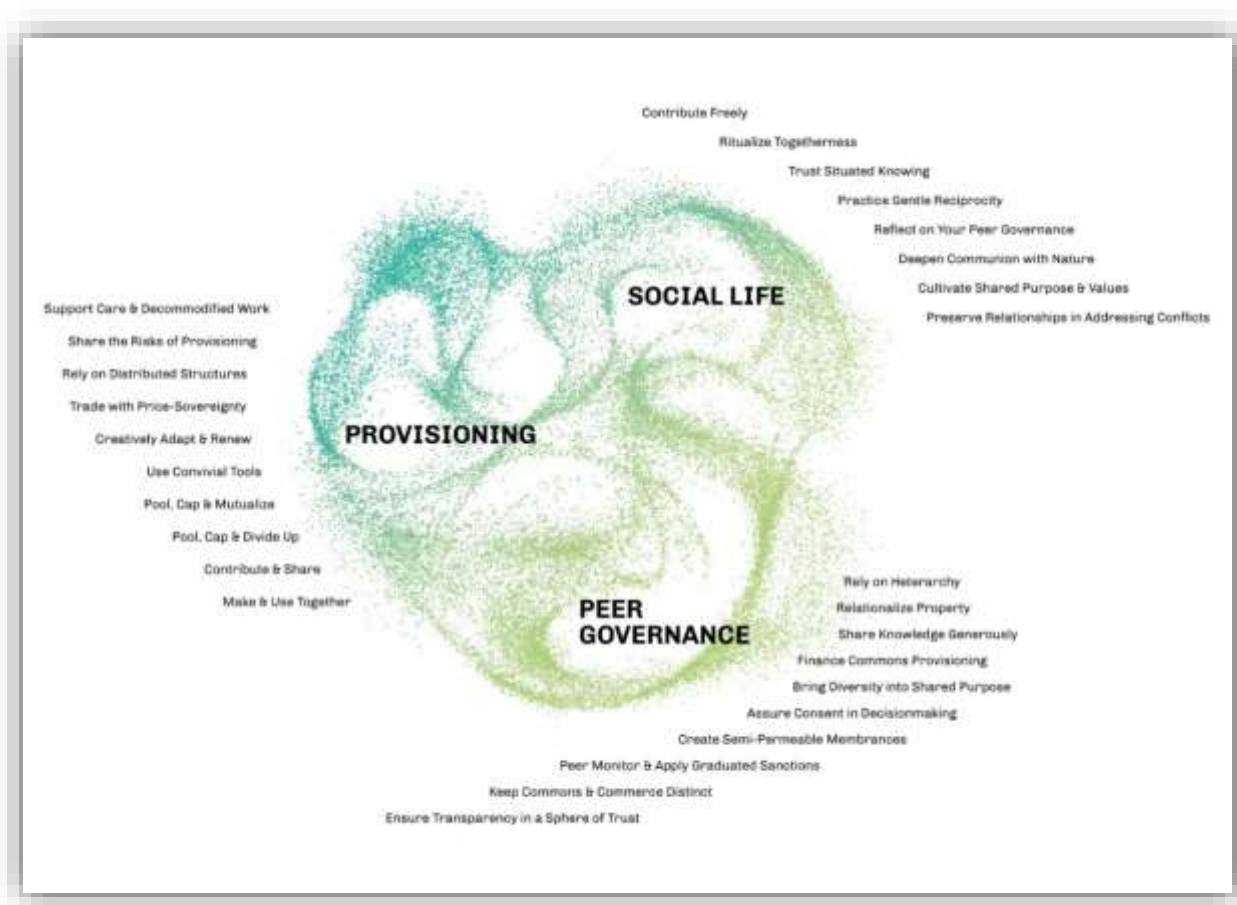 Contribute Freely
Ritualize Togetherness
Trust Situated Knowing
Practice Gentle Reciprocity
Reflect on Your Peer Governance
Deepen Communion with Nature
Cultivate Shared Purpose & Values
Preserve Relationships in Addressing Conflicts
SOCIAL LIFE
Support Care & Decommodified Work
Share the Risks of Provisioning
Rely on Distributed Structures
Trade with Price-Sovereignty
Creatively Adapt & Renew
Use Convivial Tools
Pool, Cap & Mutualize
Pool, Cap & Divide Up
Contribute & Share
Make & Use Together
PROVISIONING
PEER
GOVERNANCE
Rely on Heterarchy
Relationalize Property
Share Knowledge Generously
Finance Commons Provisioning
Bring Diversity into Shared Purpose
Assure Consent in Decisionmaking
Create Semi-Permeable Membrances
Peer Monitor & Apply Graduated Sanctions
Keep Commons & Commerce Distinct
Ensure Transparency in a Sphere of Trust